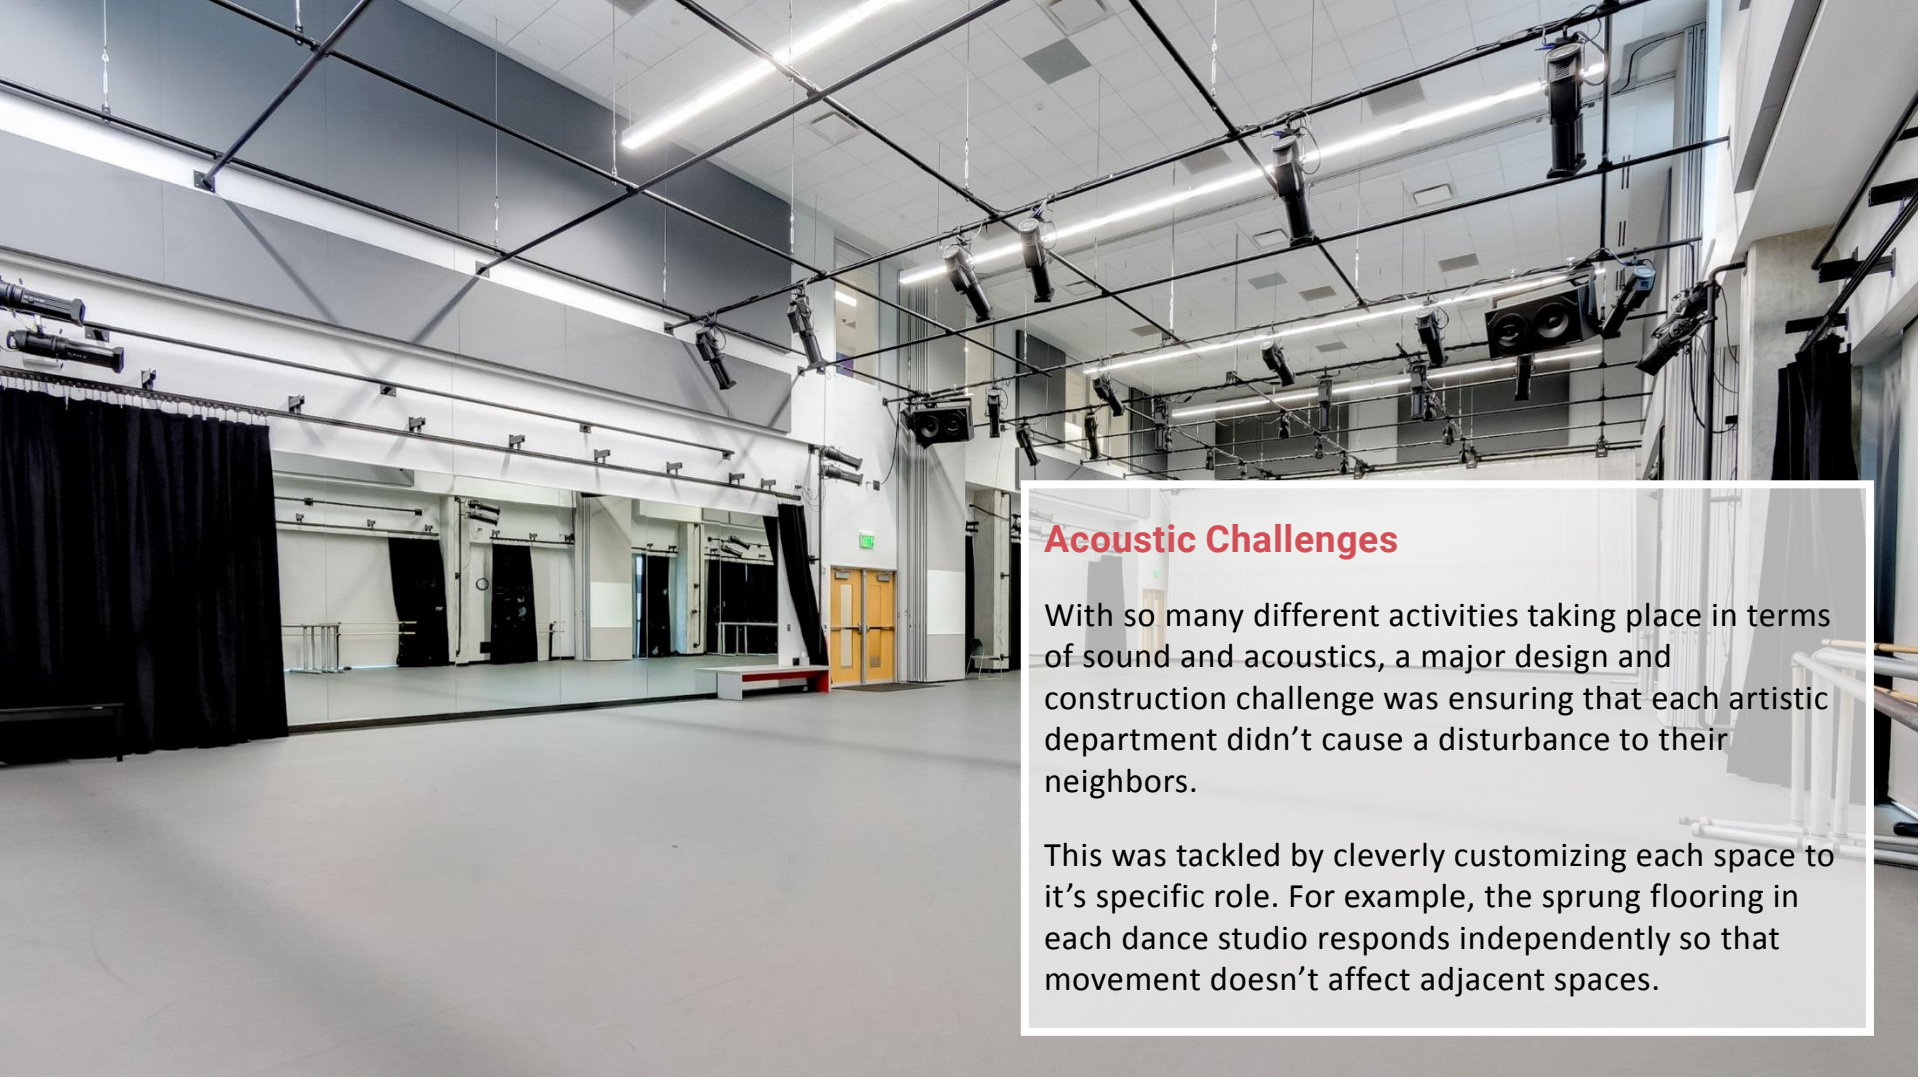 Acoustic Challenges
With so many different activities taking place in terms
of sound and acoustics, a major design and
construction challenge was ensuring that each artistic
department didn’t cause a disturbance to their
neighbors.
This was tackled by cleverly customizing each space to
it’s specific role. For example, the sprung flooring in
each dance studio responds independently so that
movement doesn’t affect adjacent spaces.